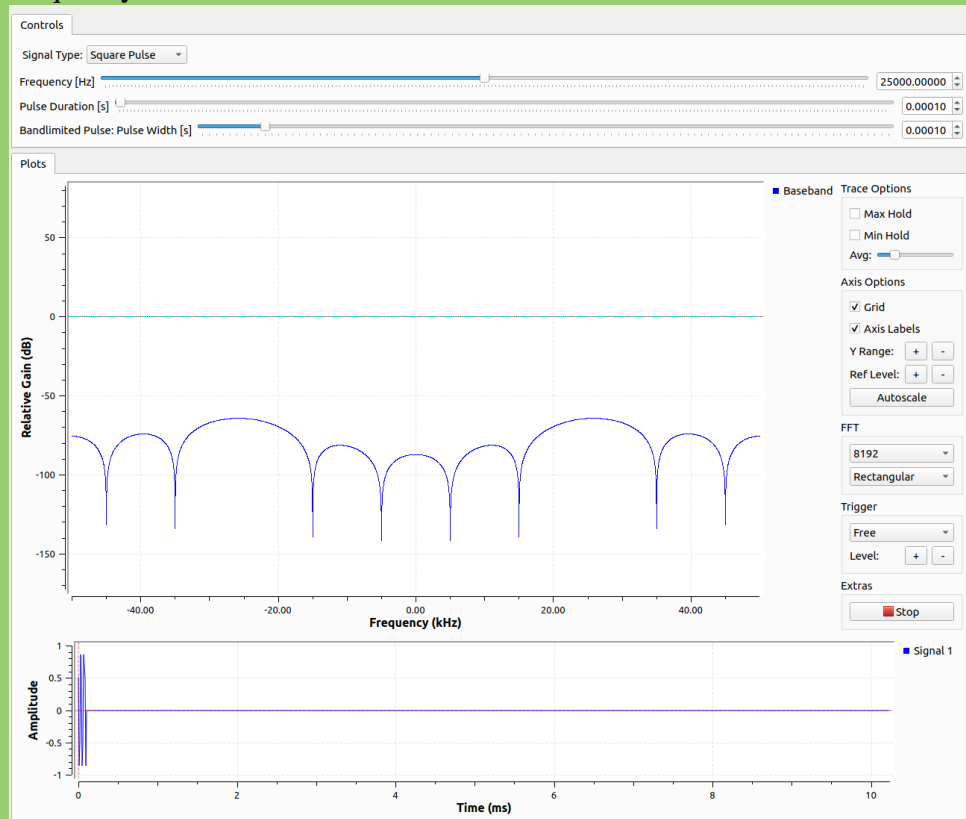 Controls
Signal Type: Square Pulse
Frequency [Hz] 25000.00000
Pulse Duration [s] 0.00010
Bandlimited Pulse: Pulse Width [s] 0.00010
Plots
Baseband
Trace Options
Max Hold
Min Hold
Avg:
Axis Options
Grid
Axis Labels
Y Range: + -
Ref Level: + -
Autoscale
FFT
8192
Rectangular
Trigger
Free
Level: + -
Extras
Stop
Relative Gain (dB)
50
0
-50
-100
-150
-40.00 -20.00 0.00 20.00 40.00
Frequency (kHz)
Signal 1
Amplitude
1
0.5
0
-0.5
-1
0 2 4 6 8 10
Time (ms)